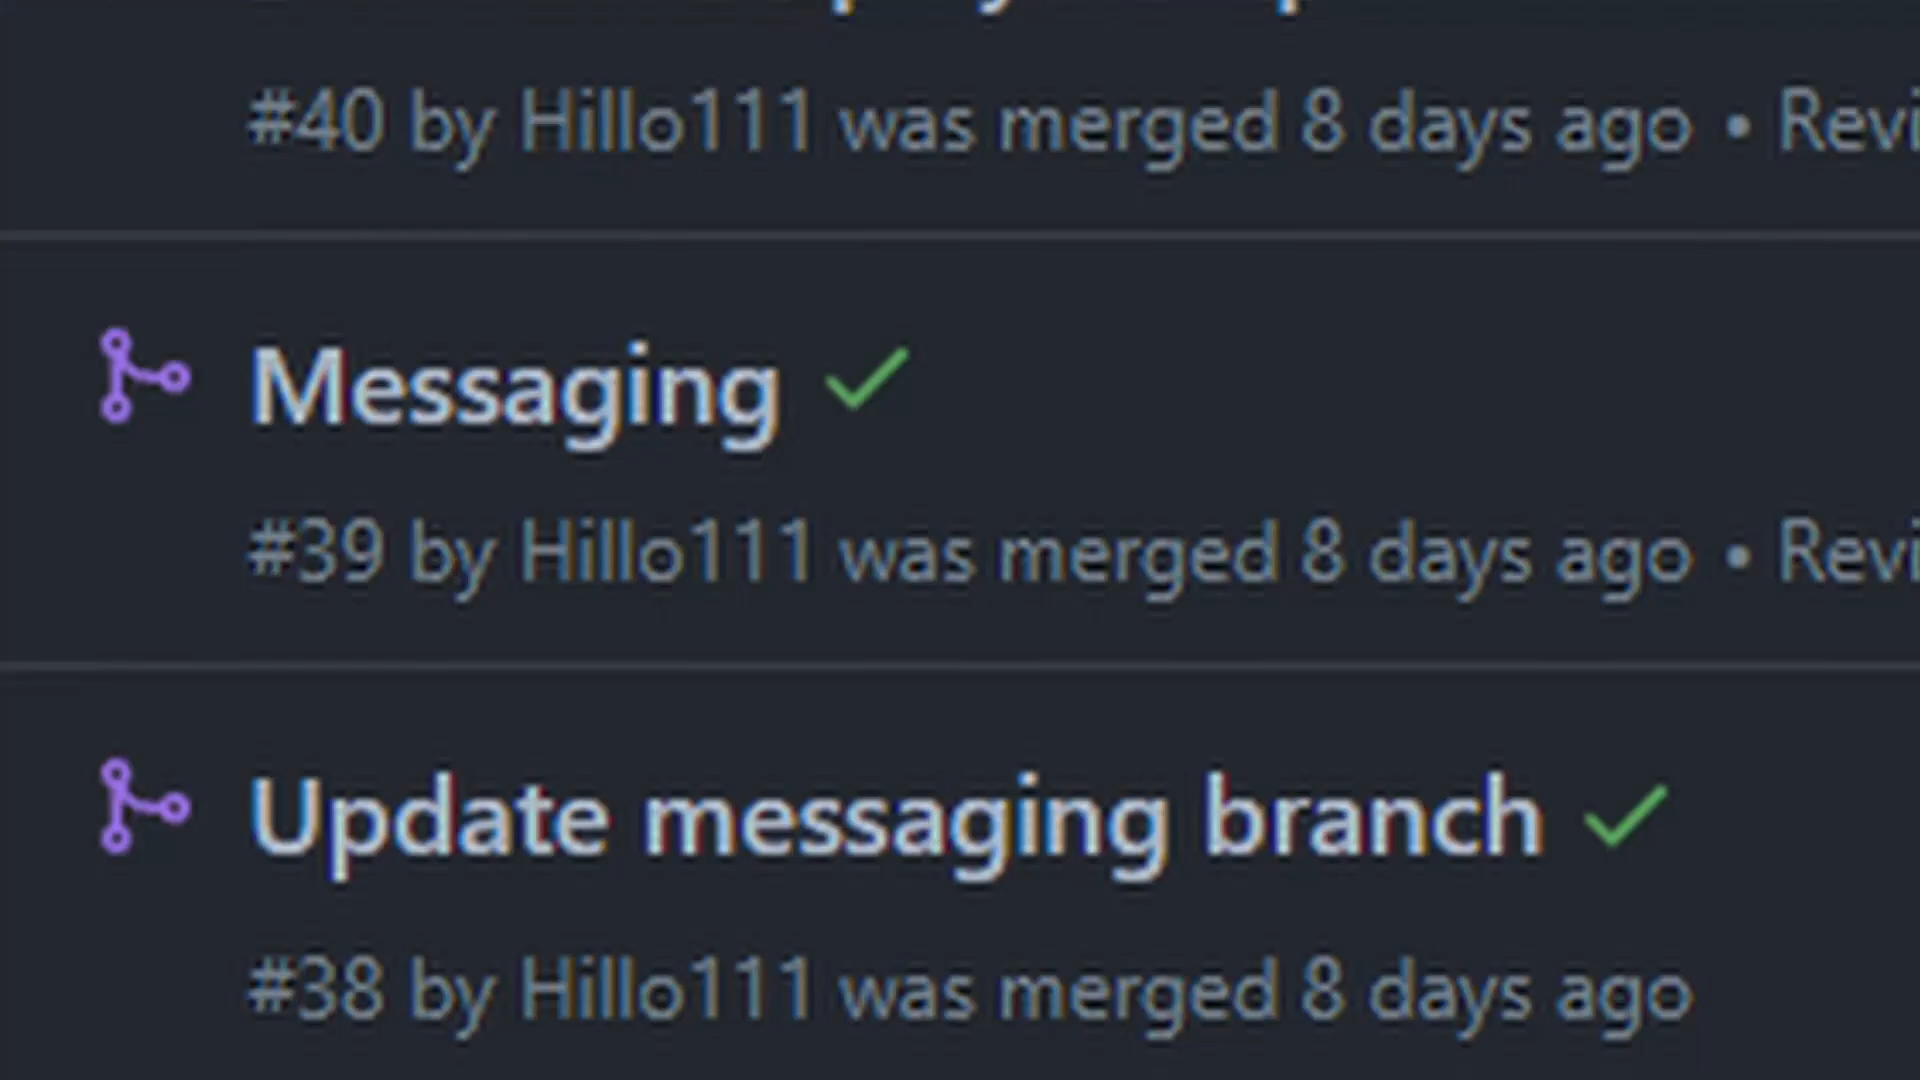 #40 by Hillo111 was merged 8 days ago •
Messaging
#39 by Hillo111 was merged 8 days ago •
Update messaging branch
#38 by Hillo111 was merged 8 days ago